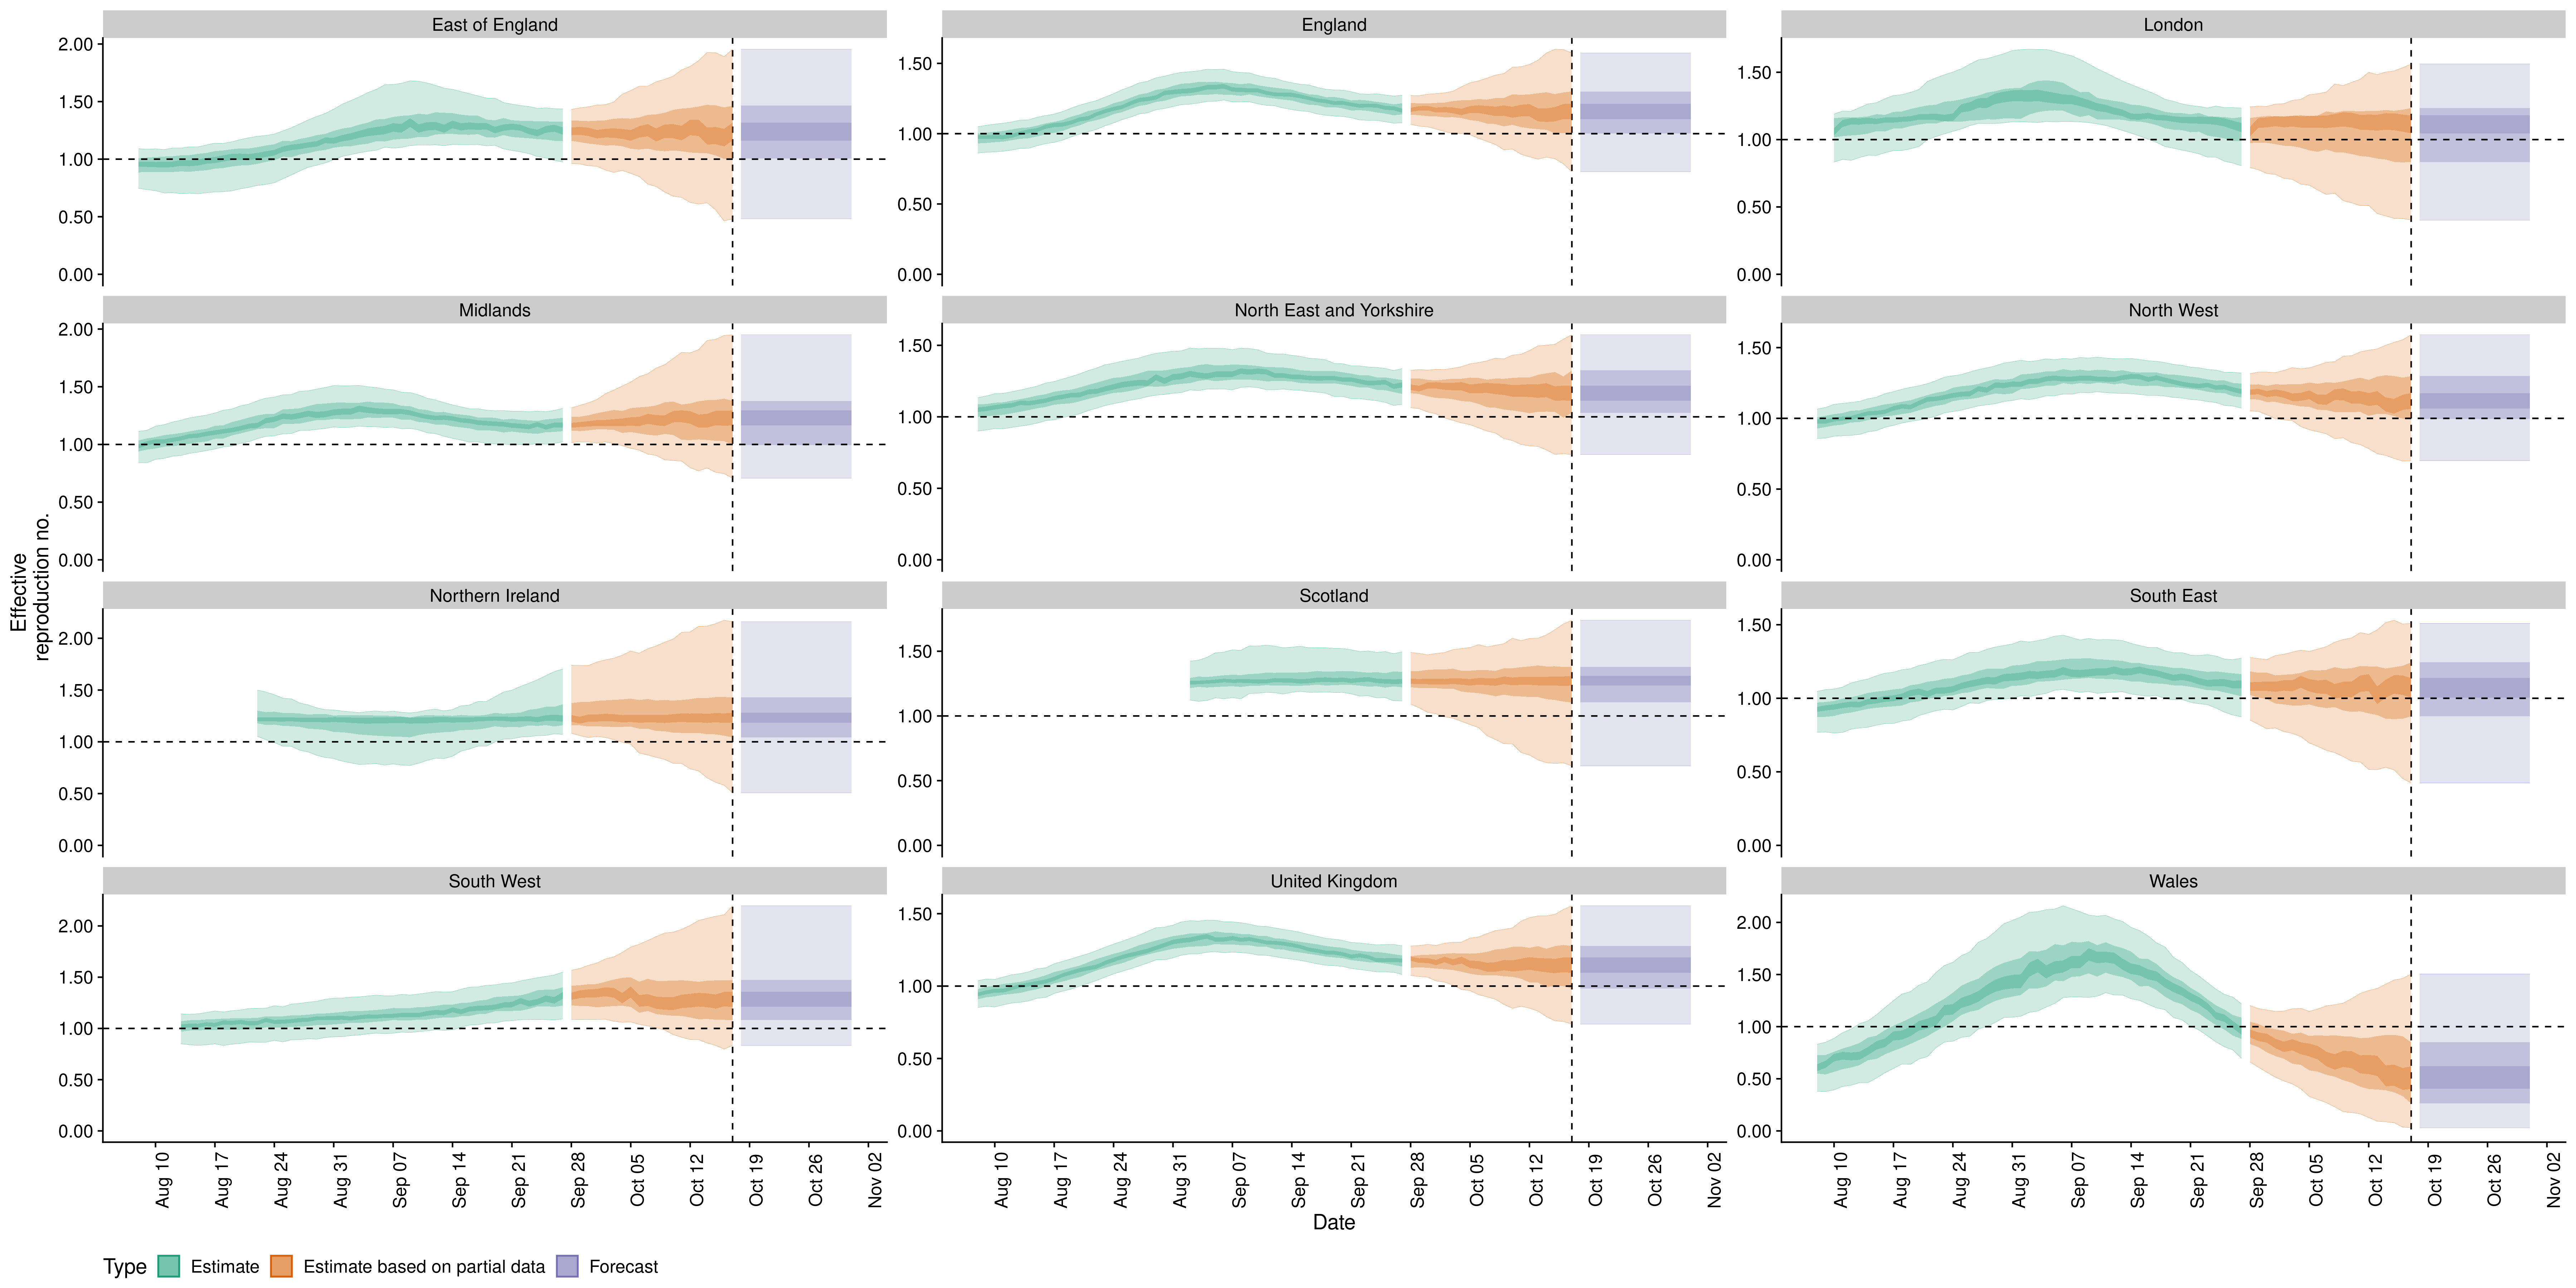 East of England
England
London
2.00
1.50
1.00
0.50
0.00
1.50
1.00
0.50
0.00
1.50
1.00
0.50
0.00
Midlands
North East and Yorkshire
North West
2.00
1.50
1.00
0.50
0.00
1.50
1.00
0.50
0.00
1.50
1.00
0.50
0.00
Effective
reproduction no.
Northern Ireland
Scotland
South East
2.00
1.50
1.00
0.50
0.00
1.50
1.00
0.50
0.00
1.50
1.00
0.50
0.00
South West
United Kingdom
Wales
2.00
1.50
1.00
0.50
0.00
1.50
1.00
0.50
0.00
2.00
1.50
1.00
0.50
0.00
Aug 10
Aug 17
Aug 24
Aug 31
Sep 07
Sep 14
Sep 21
Sep 28
Oct 05
Oct 12
Oct 19
Oct 26
Nov 02
Aug 10
Aug 17
Aug 24
Aug 31
Sep 07
Sep 14
Sep 21
Sep 28
Oct 05
Oct 12
Oct 19
Oct 26
Nov 02
Aug 10
Aug 17
Aug 24
Aug 31
Sep 07
Sep 14
Sep 21
Sep 28
Oct 05
Oct 12
Oct 19
Oct 26
Nov 02
Date
Type Estimate Estimate based on partial data Forecast